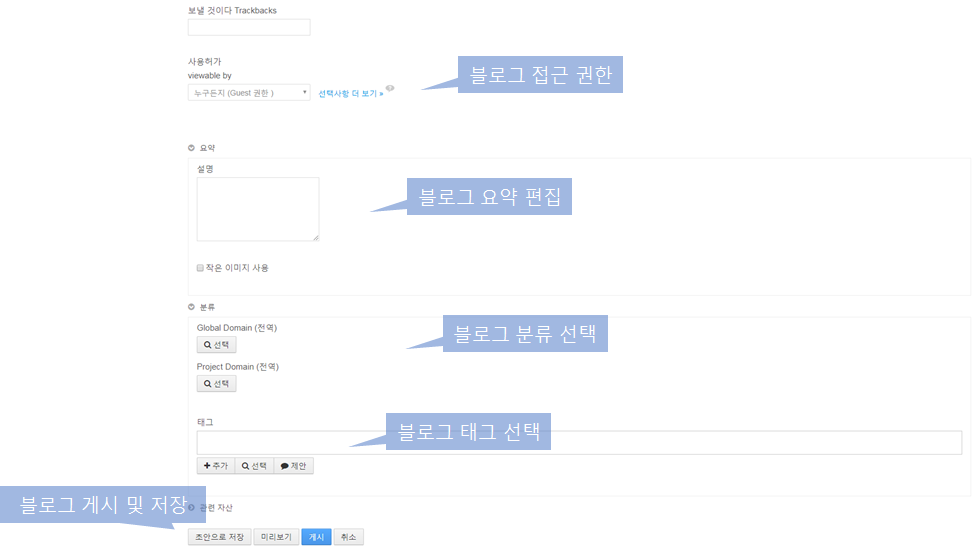 보낼 것이다 Trackbacks
사용허가
viewable by
누구든지 (Guest 권한 )
선택사항 더 보기 »
블로그 접근 권한
요약
설명
블로그 요약 편집
작은 이미지 사용
분류
Global Domain (전역)
선택
블로그 분류 선택
Project Domain (전역)
선택
태그
블로그 태그 선택
추가 선택 제안
블로그 게시 및 저장
관련 자산
초안으로 저장 미리보기 게시 취소